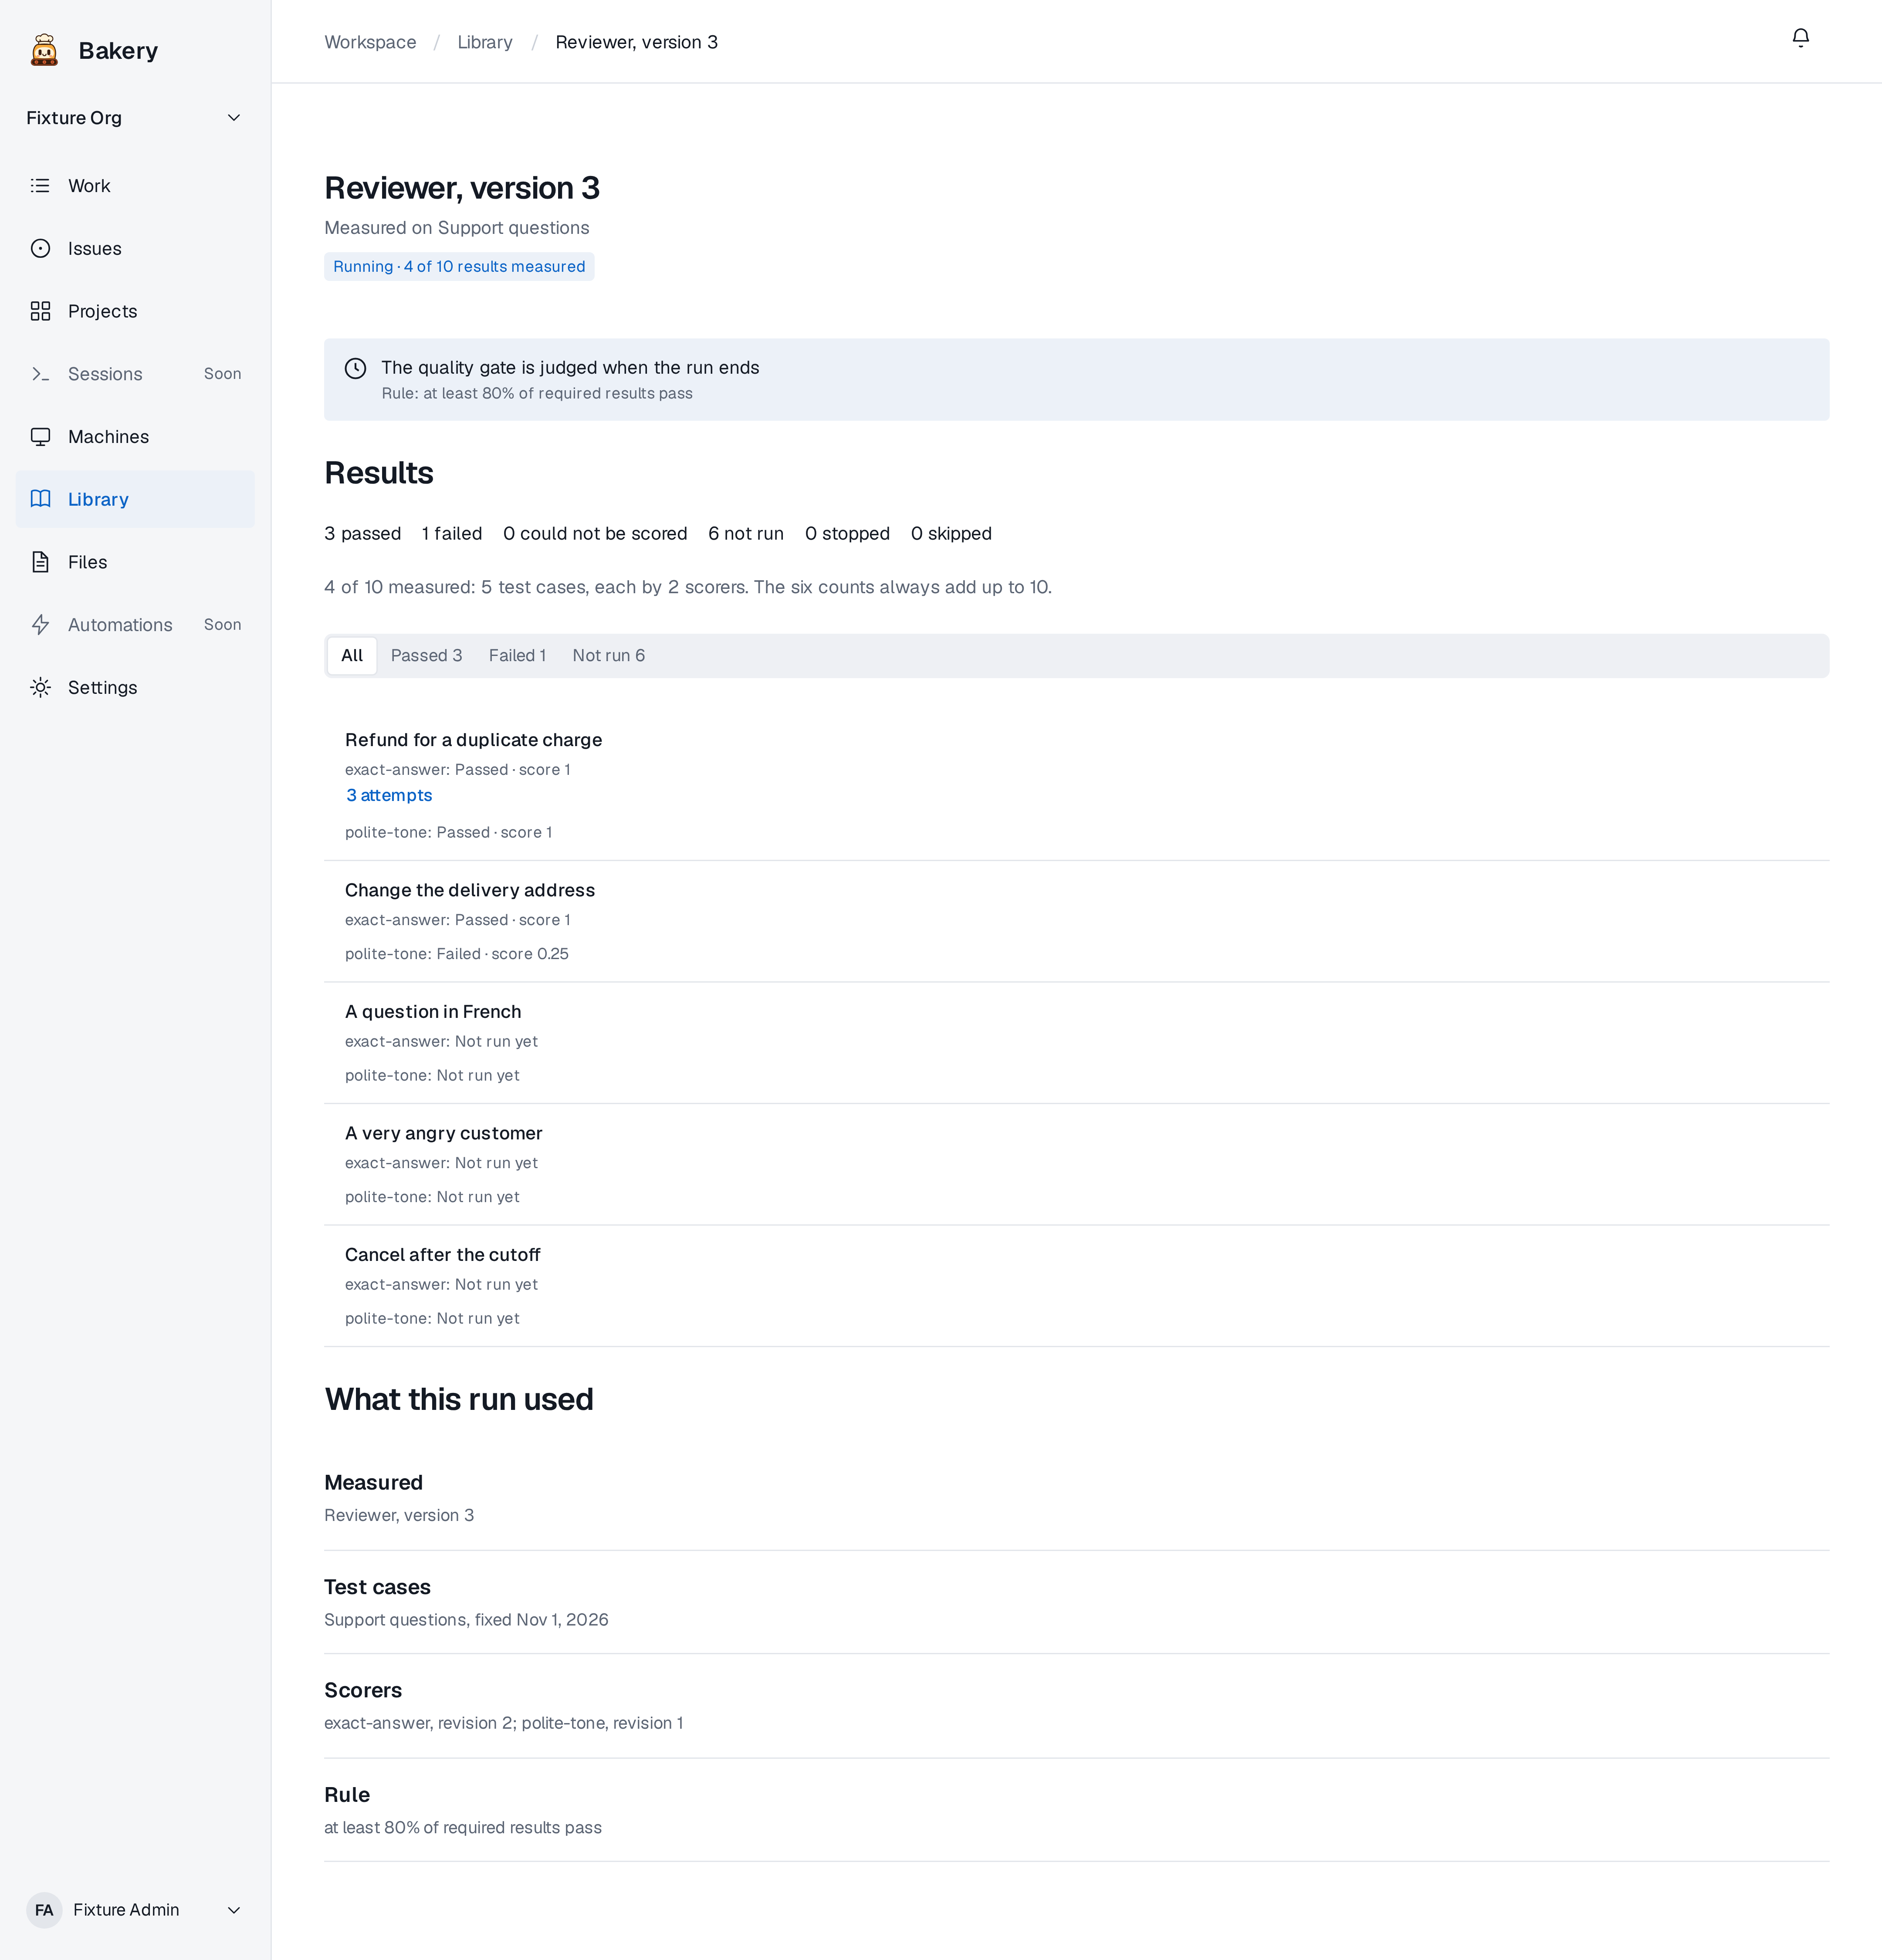 Bakery
Fixture Org
Work
Issues
Projects
Sessions Soon
Machines
Library
Files
Automations Soon
Settings
FA Fixture Admin
Workspace / Library / Reviewer, version 3
Reviewer, version 3
Measured on Support questions
Running · 4 of 10 results measured
The quality gate is judged when the run ends
Rule: at least 80% of required results pass
Results
3 passed 1 failed 0 could not be scored 6 not run 0 stopped 0 skipped
4 of 10 measured: 5 test cases, each by 2 scorers. The six counts always add up to 10.
All Passed 3 Failed 1 Not run 6
Refund for a duplicate charge
exact-answer: Passed · score 1
3 attempts
polite-tone: Passed · score 1
Change the delivery address
exact-answer: Passed · score 1
polite-tone: Failed · score 0.25
A question in French
exact-answer: Not run yet
polite-tone: Not run yet
A very angry customer
exact-answer: Not run yet
polite-tone: Not run yet
Cancel after the cutoff
exact-answer: Not run yet
polite-tone: Not run yet
What this run used
Measured
Reviewer, version 3
Test cases
Support questions, fixed Nov 1, 2026
Scorers
exact-answer, revision 2; polite-tone, revision 1
Rule
at least 80% of required results pass